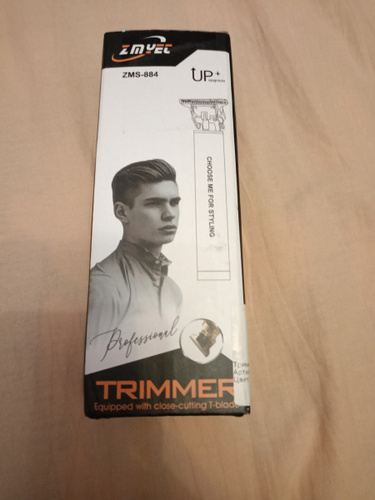 ZMYEC
ZMS-884
UP+
CHOOSE ME FOR STYLING
Professional
TRIMMER
Equipped with close-cutting T-blade